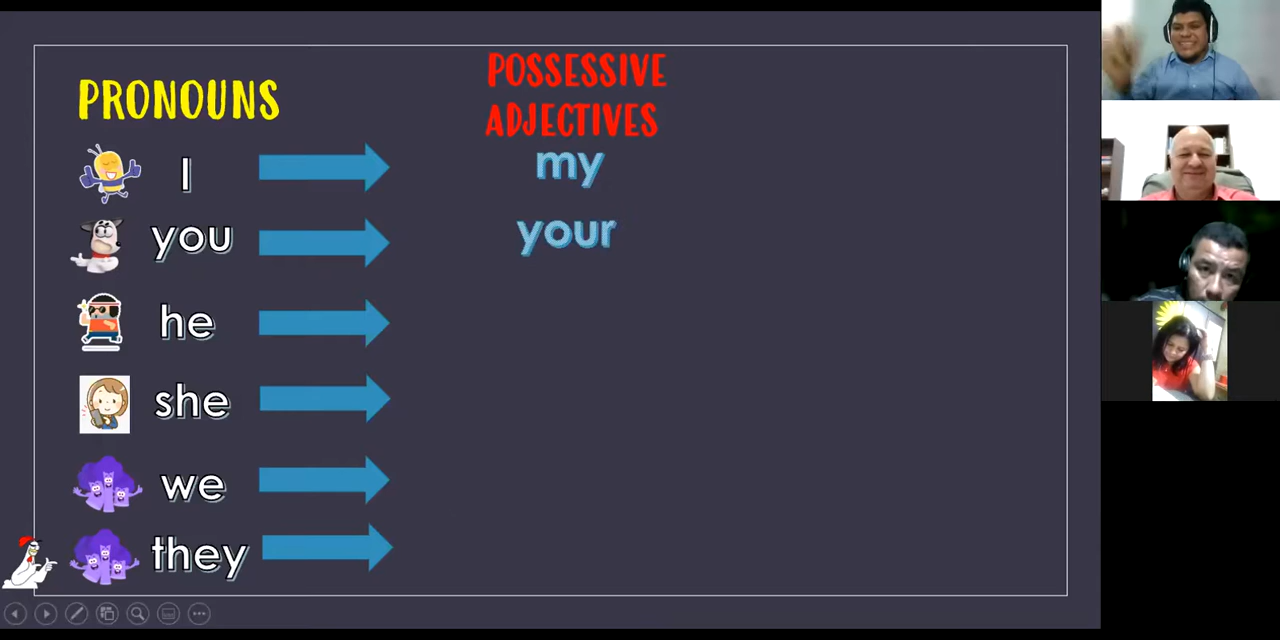 PRONOUNS
POSSESSIVE
ADJECTIVES
I
my
you
your
he
she
we
they